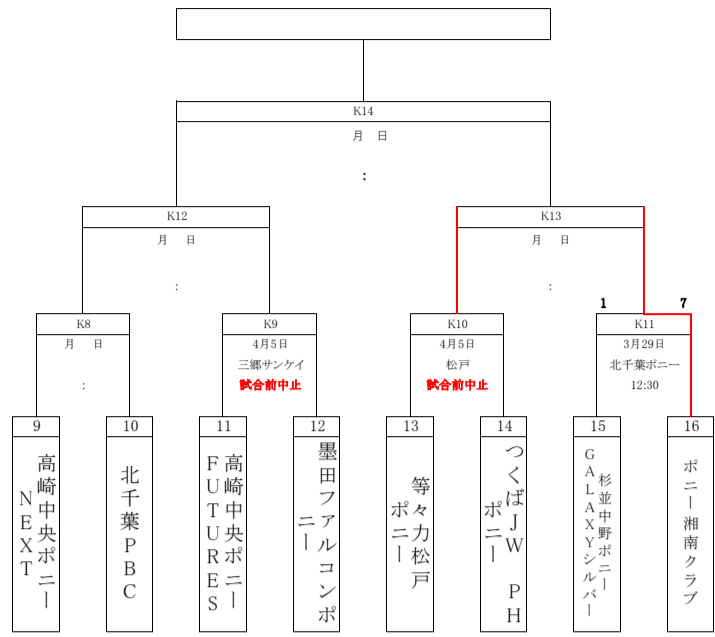 K14
月 日
:
K12
月 日
:
K13
月 日
:
1
7
K8
月 日
:
K9
4月5日
三郷サンケイ
試合前中止
K10
4月5日
松戸
試合前中止
K11
3月29日
北千葉ポニー
12:30
9
10
11
12
13
14
15
16
高崎中央ポニー
NEXT
北千葉PBC
高崎中央ポニー
FUTURES
墨田ファルコンポ
ニー
等々力松戸
ポニー
つくばJW PH
ポニー
杉並中野ポニー
GALAXYシルバー
ポニー湘南クラブ